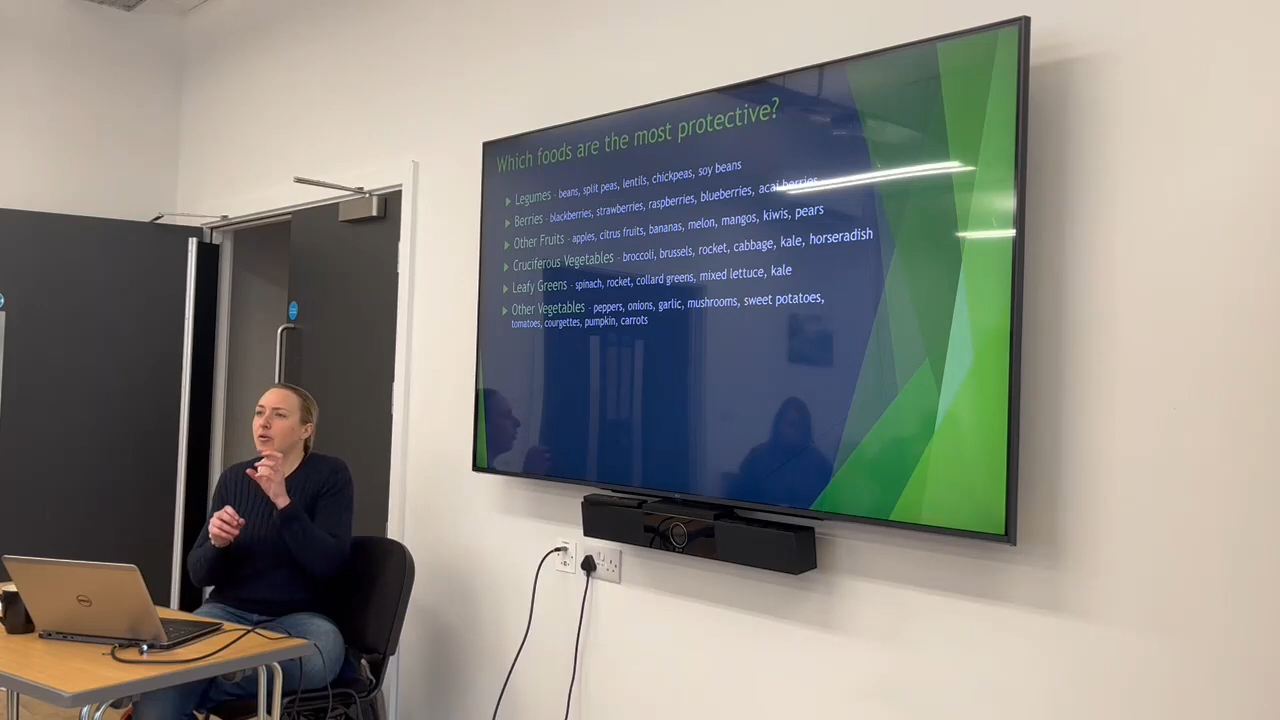 Which foods are the most protective?
Legumes - beans, split peas, lentils, chickpeas, soy beans
Berries - blackberries, strawberries, raspberries, blueberries, acai berries
Other Fruits - apples, citrus fruits, bananas, melon, mangos, kiwis, pears
Cruciferous Vegetables - broccoli, brussels, rocket, cabbage, kale, horseradish
Leafy Greens - spinach, rocket, collard greens, mixed lettuce, kale
Other Vegetables - peppers, onions, garlic, mushrooms, sweet potatoes,
tomatoes, courgettes, pumpkin, carrots
DELL